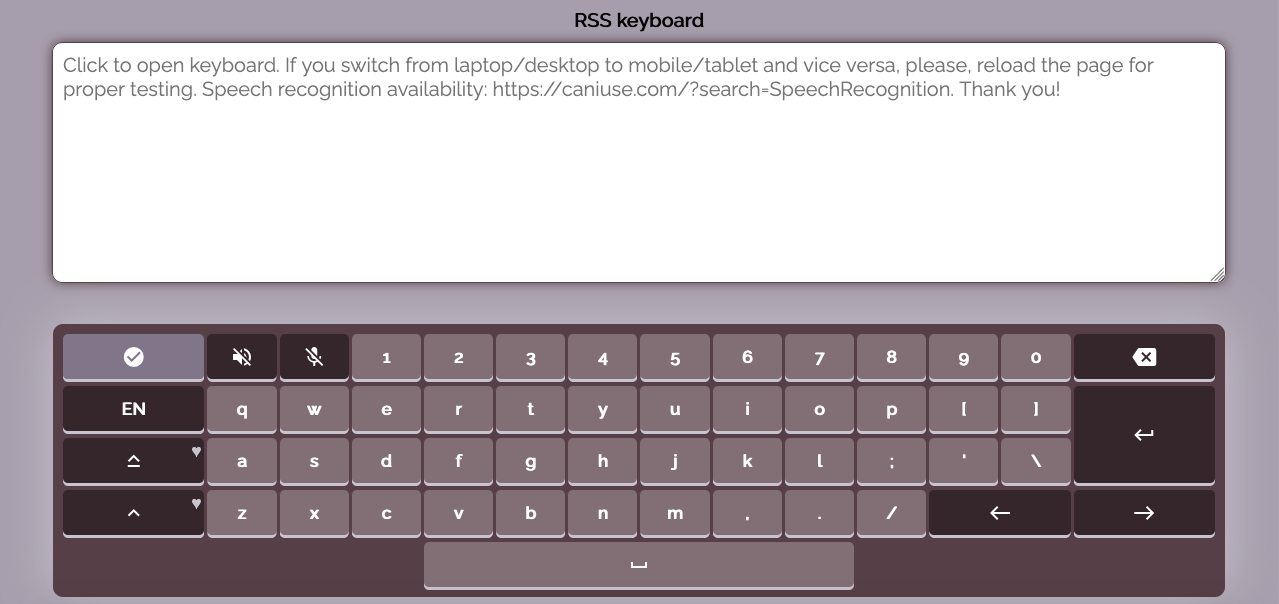 RSS keyboard
Click to open keyboard. If you switch from laptop/desktop to mobile/tablet and vice versa, please, reload the page for
proper testing. Speech recognition availability: https://caniuse.com/?search=SpeechRecognition. Thank you!
1 2 3 4 5 6 7 8 9 0
EN q w e r t y u i o p [ ]
a s d f g h j k l ; ' \
z x c v b n m , . /